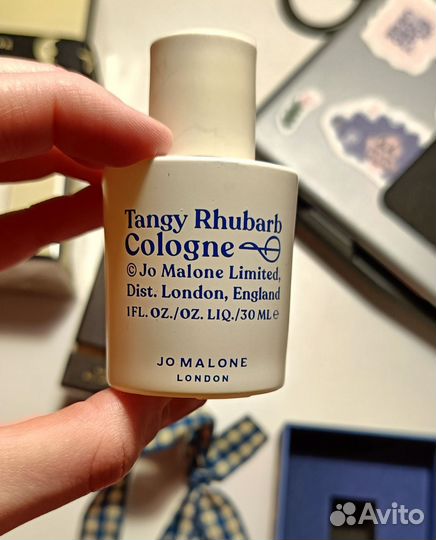 Tangy Rhubarb
Cologne
© Jo Malone Limited,
Dist. London, England
1FL. OZ./OZ. LIQ./30 ML e
JO MALONE
LONDON
Avito